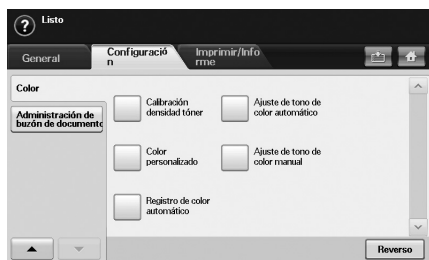 Listo
General
Configuració
n
Imprimir/Info
rme
Color
Administración de
buzón de documento
Calibración
densidad tóner
Ajuste de tono de
color automático
Color
personalizado
Ajuste de tono de
color manual
Registro de color
automático
Reverso